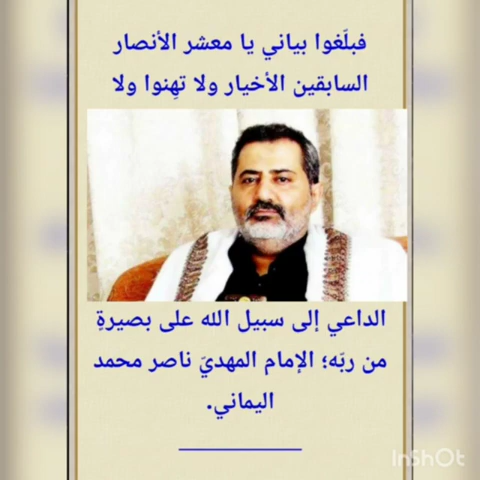 فبلّغوا بياني يا معشر الأنصار
السابقين الأخيار ولا تهِنوا ولا
الداعي إلى سبيل الله على بصيرةٍ
من ربّه؛ الإمام المهديّ ناصر محمد
اليماني.
InShOt